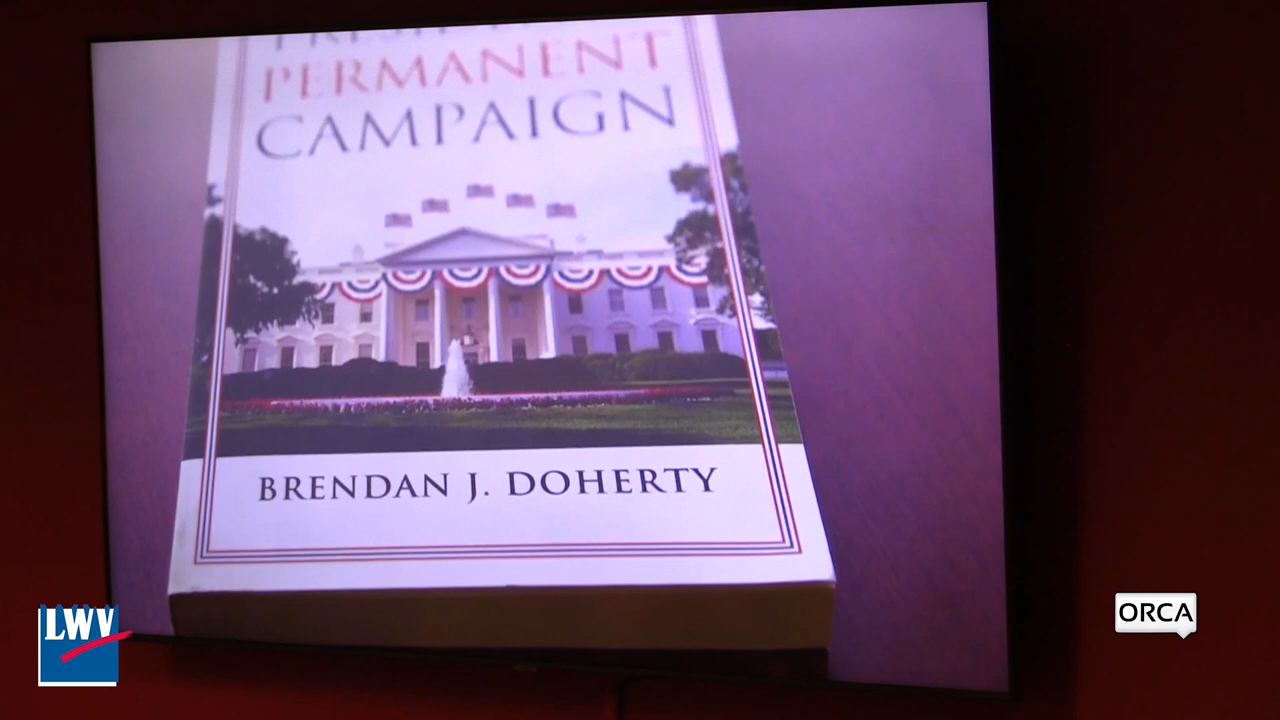 PERMANENT
CAMPAIGN
BRENDAN J. DOHERTY
LWV
ORCA